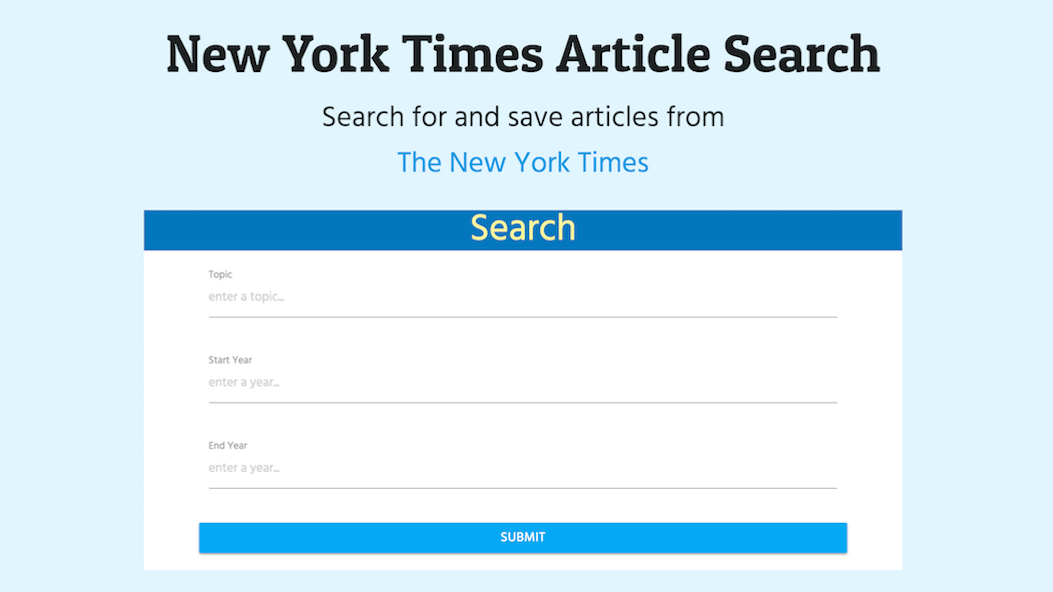 New York Times Article Search
Search for and save articles from
The New York Times
Search
Topic
enter a topic...
Start Year
enter a year...
End Year
enter a year...
SUBMIT